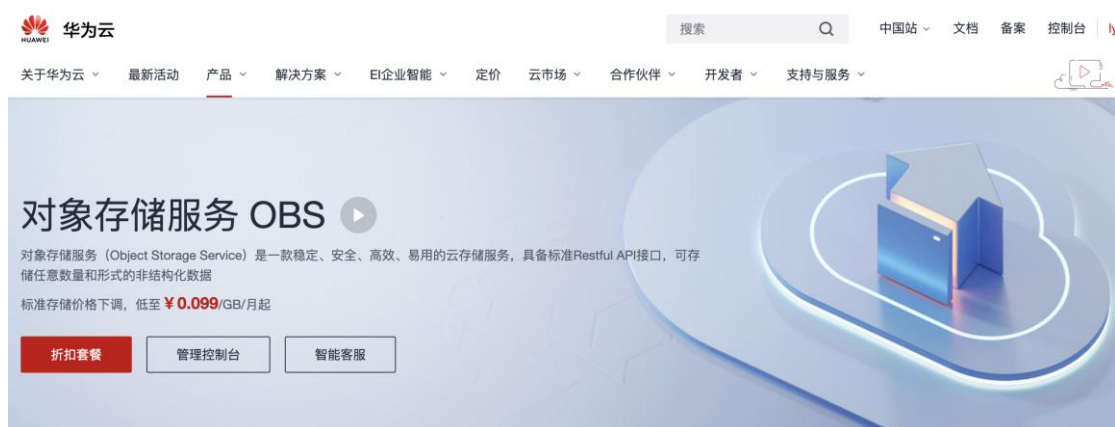 HUAWEI
华为云
搜索
中国站
文档
备案
控制台
关于华为云
最新活动
产品
解决方案
EI企业智能
定价
云市场
合作伙伴
开发者
支持与服务
对象存储服务 OBS
对象存储服务（Object Storage Service）是一款稳定、安全、高效、易用的云存储服务，具备标准Restful API接口，可存
储任意数量和形式的非结构化数据
标准存储价格下调，低至 ¥ 0.099/GB/月起
折扣套餐
管理控制台
智能客服